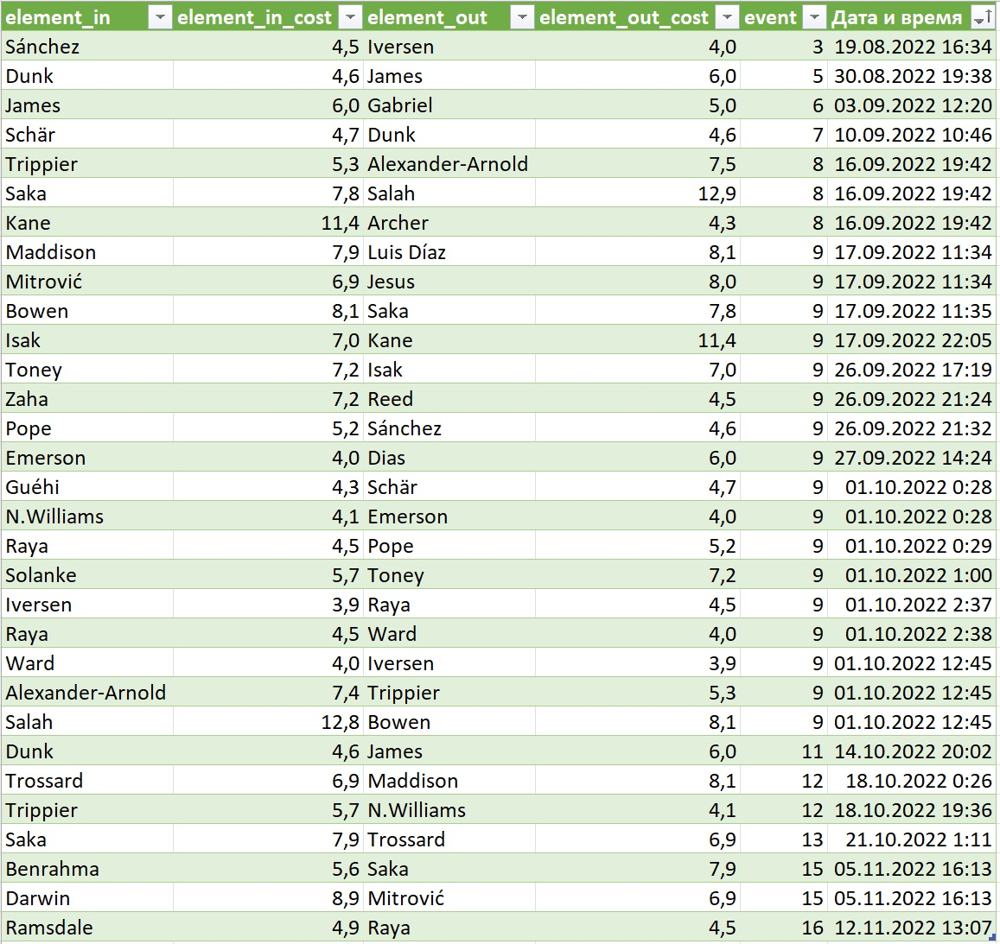 element_in element_in_cost element_out element_out_cost event Дата и время
Sánchez 4,5 Iversen 4,0 3 19.08.2022 16:34
Dunk 4,6 James 6,0 5 30.08.2022 19:38
James 6,0 Gabriel 5,0 6 03.09.2022 12:20
Schär 4,7 Dunk 4,6 7 10.09.2022 10:46
Trippier 5,3 Alexander-Arnold 7,5 8 16.09.2022 19:42
Saka 7,8 Salah 12,9 8 16.09.2022 19:42
Kane 11,4 Archer 4,3 8 16.09.2022 19:42
Maddison 7,9 Luis Díaz 8,1 9 17.09.2022 11:34
Mitrović 6,9 Jesus 8,0 9 17.09.2022 11:34
Bowen 8,1 Saka 7,8 9 17.09.2022 11:35
Isak 7,0 Kane 11,4 9 17.09.2022 22:05
Toney 7,2 Isak 7,0 9 26.09.2022 17:19
Zaha 7,2 Reed 4,5 9 26.09.2022 21:24
Pope 5,2 Sánchez 4,6 9 26.09.2022 21:32
Emerson 4,0 Dias 6,0 9 27.09.2022 14:24
Guéhi 4,3 Schär 4,7 9 01.10.2022 0:28
N.Williams 4,1 Emerson 4,0 9 01.10.2022 0:28
Raya 4,5 Pope 5,2 9 01.10.2022 0:29
Solanke 5,7 Toney 7,2 9 01.10.2022 1:00
Iversen 3,9 Raya 4,5 9 01.10.2022 2:37
Raya 4,5 Ward 4,0 9 01.10.2022 2:38
Ward 4,0 Iversen 3,9 9 01.10.2022 12:45
Alexander-Arnold 7,4 Trippier 5,3 9 01.10.2022 12:45
Salah 12,8 Bowen 8,1 9 01.10.2022 12:45
Dunk 4,6 James 6,0 11 14.10.2022 20:02
Trossard 6,9 Maddison 8,1 12 18.10.2022 0:26
Trippier 5,7 N.Williams 4,1 12 18.10.2022 19:36
Saka 7,9 Trossard 6,9 13 21.10.2022 1:11
Benrahma 5,6 Saka 7,9 15 05.11.2022 16:13
Darwin 8,9 Mitrović 6,9 15 05.11.2022 16:13
Ramsdale 4,9 Raya 4,5 16 12.11.2022 13:07